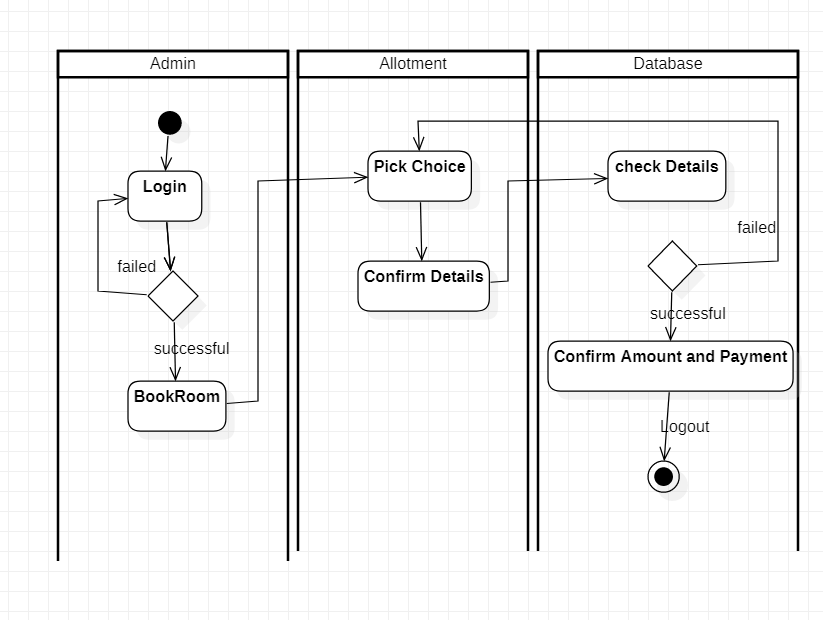 Admin
Allotment
Database
Pick Choice
check Details
Login
failed
failed
Confirm Details
successful
successful
Confirm Amount and Payment
BookRoom
Logout